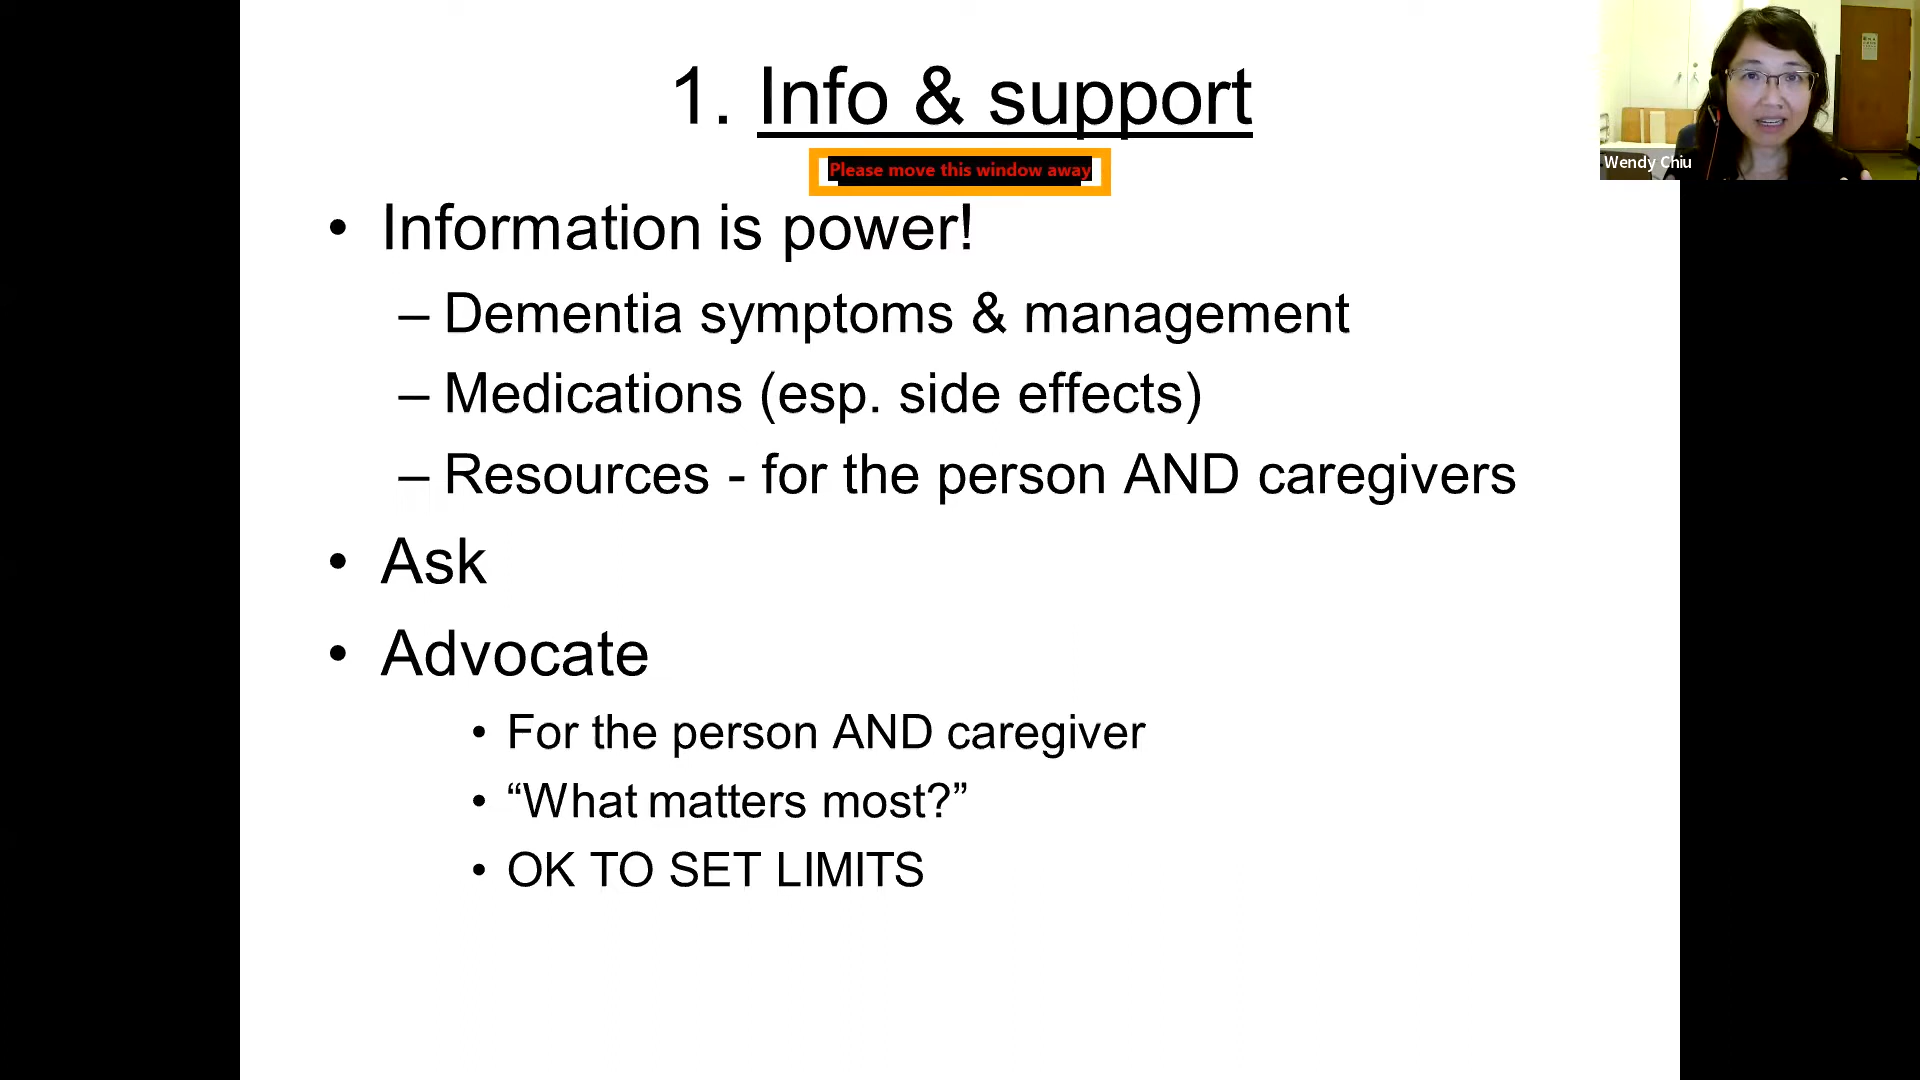 1. Info & support
Please move this window away
Wendy Chiu
• Information is power!
– Dementia symptoms & management
– Medications (esp. side effects)
– Resources - for the person AND caregivers
• Ask
• Advocate
• For the person AND caregiver
• “What matters most?”
• OK TO SET LIMITS